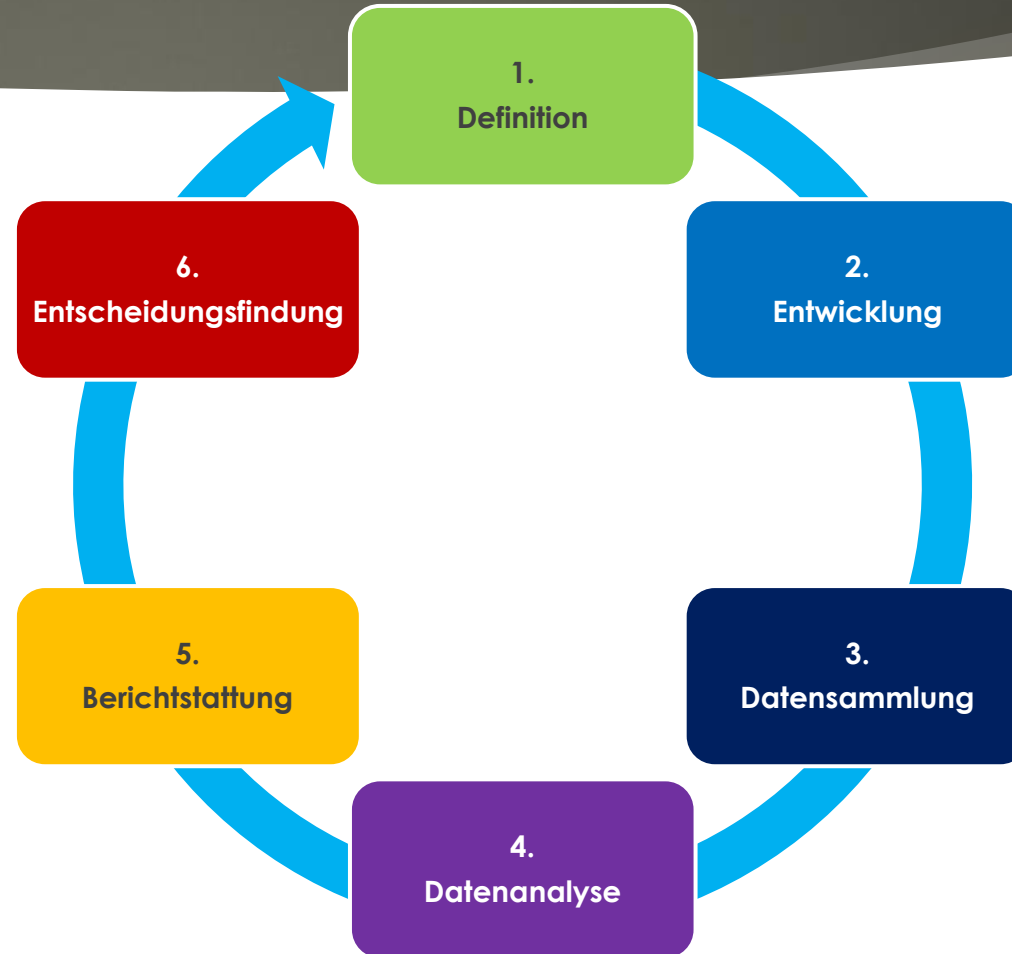 1.
Definition
2.
Entwicklung
3.
Datensammlung
4.
Datenanalyse
5.
Berichtstattung
6.
Entscheidungsfindung